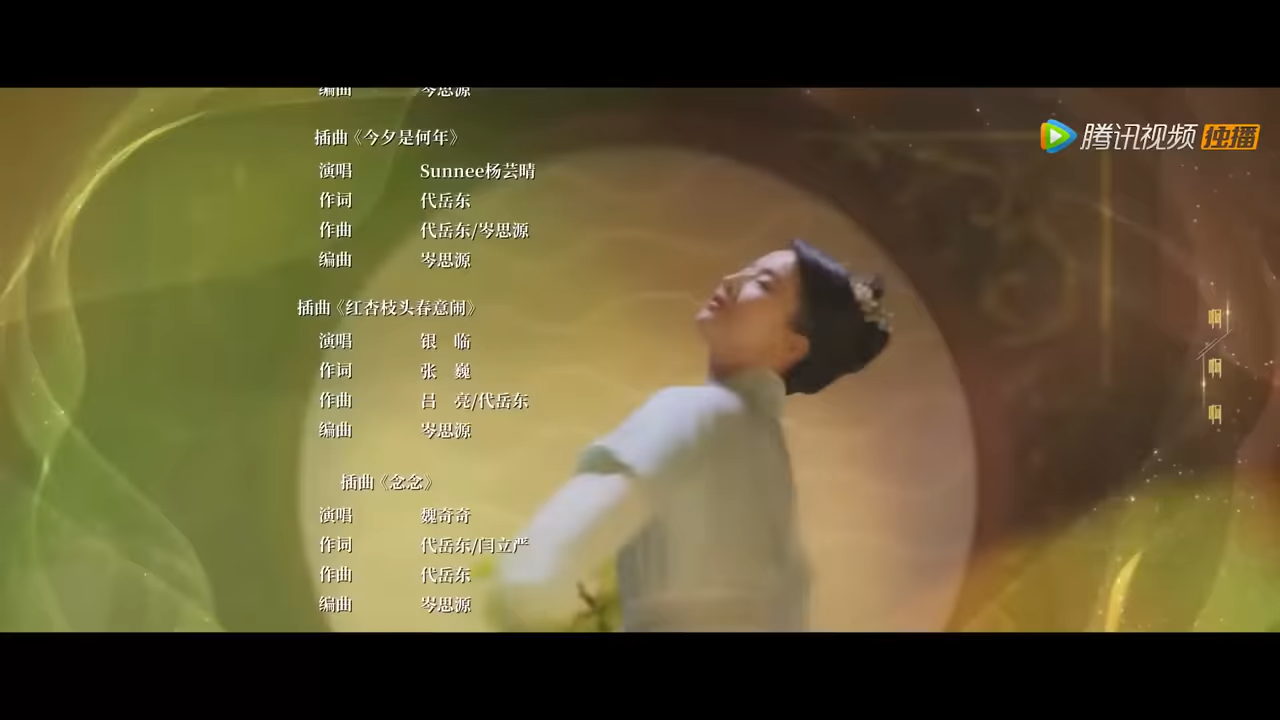 编曲 岑思源
插曲《今夕是何年》
演唱 Sunnee杨芸晴
作词 代岳东
作曲 代岳东/岑思源
编曲 岑思源
插曲《红杏枝头春意闹》
演唱 银 临
作词 张 巍
作曲 吕 亮/代岳东
编曲 岑思源
插曲《念念》
演唱 魏奇奇
作词 代岳东/闫立严
作曲 代岳东
编曲 岑思源
腾讯视频 独播
啊
啊
啊